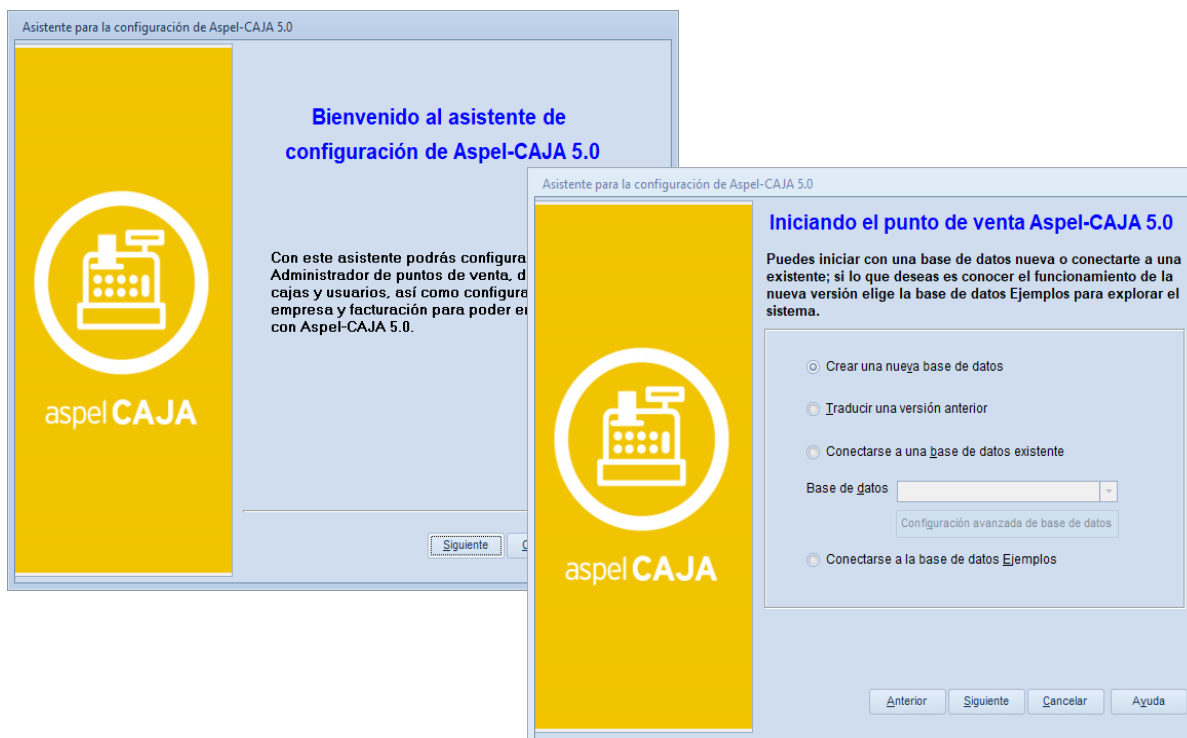 Asistente para la configuración de Aspel-CAJA 5.0
Bienvenido al asistente de
configuración de Aspel-CAJA 5.0
Con este asistente podrás configura
Administrador de puntos de venta, d
cajas y usuarios, así como configura
empresa y facturación para poder e
con Aspel-CAJA 5.0.
aspel CAJA
Siguiente
Asistente para la configuración de Aspel-CAJA 5.0
Iniciando el punto de venta Aspel-CAJA 5.0
Puedes iniciar con una base de datos nueva o conectarte a una
existente; si lo que deseas es conocer el funcionamiento de la
nueva versión elige la base de datos Ejemplos para explorar el
sistema.
Crear una nueva base de datos
Traducir una versión anterior
Conectarse a una base de datos existente
Base de datos
Configuración avanzada de base de datos
Conectarse a la base de datos Ejemplos
aspel CAJA
Anterior Siguiente Cancelar Ayuda